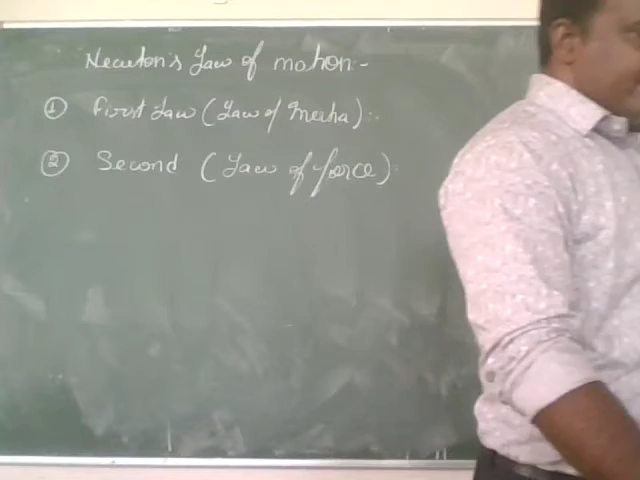 Newton's Law of motion:-
① First Law (Law of Inertia):-
② Second (Law of force)